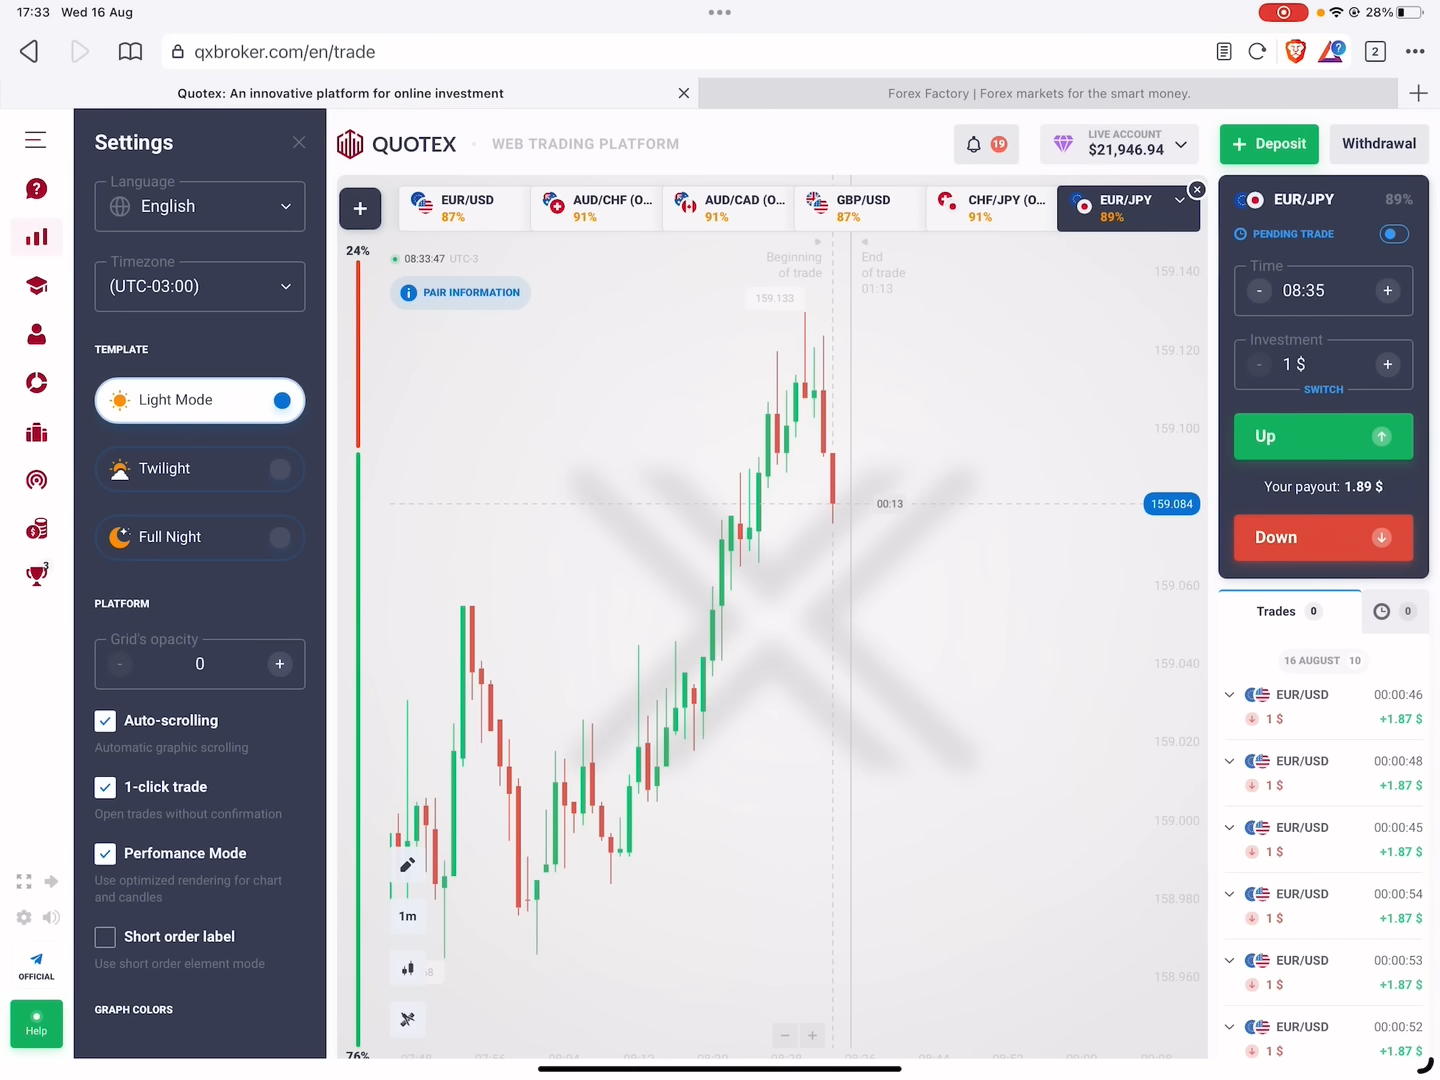 17:33 Wed 16 Aug
28%
qxbroker.com/en/trade
2
Quotex: An innovative platform for online investment
Forex Factory | Forex markets for the smart money.
Settings
Language
English
Timezone
(UTC-03:00)
TEMPLATE
Light Mode
Twilight
Full Night
PLATFORM
Grid's opacity
- 0 +
Auto-scrolling
Automatic graphic scrolling
1-click trade
Open trades without confirmation
Perfomance Mode
Use optimized rendering for chart
and candles
Short order label
Use short order element mode
GRAPH COLORS
3
OFFICIAL
Help
QUOTEX
WEB TRADING PLATFORM
19
LIVE ACCOUNT
$21,946.94
+ Deposit
Withdrawal
+
EUR/USD
87%
AUD/CHF (O...
91%
AUD/CAD (O...
91%
GBP/USD
87%
CHF/JPY (O...
91%
EUR/JPY
89%
24%
76%
08:33:47 UTC-3
PAIR INFORMATION
Beginning
of trade
End
of trade
01:13
159.133
00:13
159.140
159.120
159.100
159.084
159.060
159.040
159.020
159.000
158.980
158.960
1m
- +
EUR/JPY 89%
PENDING TRADE
Time
- 08:35 +
Investment
- 1 $ +
SWITCH
Up
Your payout: 1.89 $
Down
Trades 0
0
16 AUGUST 10
EUR/USD 00:00:46
1 $ +1.87 $
EUR/USD 00:00:48
1 $ +1.87 $
EUR/USD 00:00:45
1 $ +1.87 $
EUR/USD 00:00:54
1 $ +1.87 $
EUR/USD 00:00:53
1 $ +1.87 $
EUR/USD 00:00:52
1 $ +1.87 $